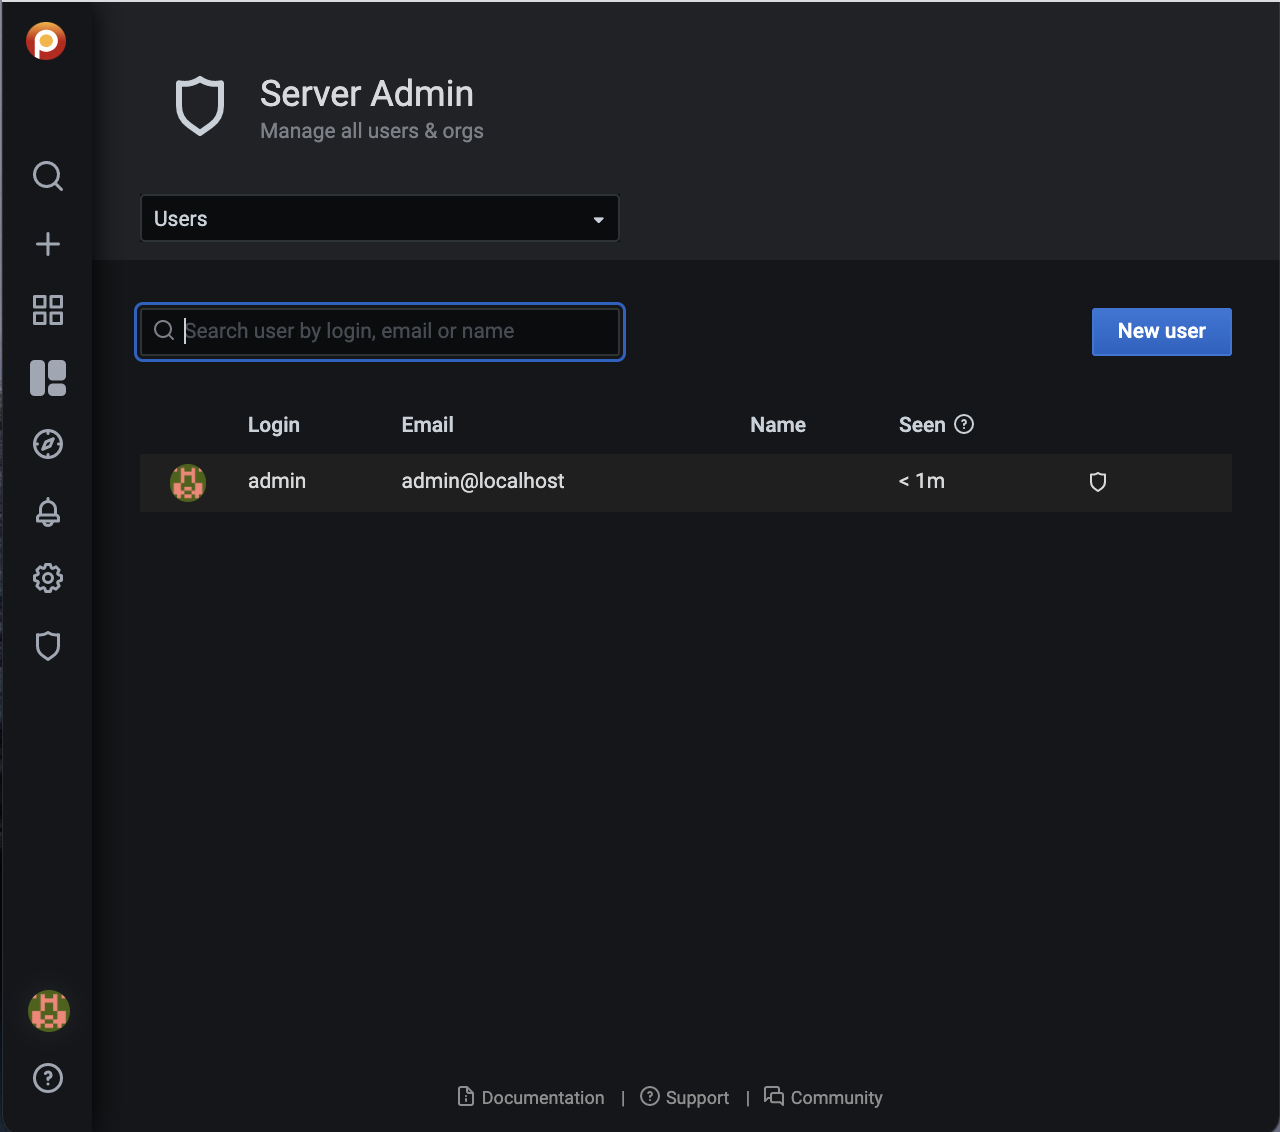 Server Admin
Manage all users & orgs
Users
Search user by login, email or name
New user
Login Email Name Seen
admin admin@localhost < 1m
Documentation | Support | Community